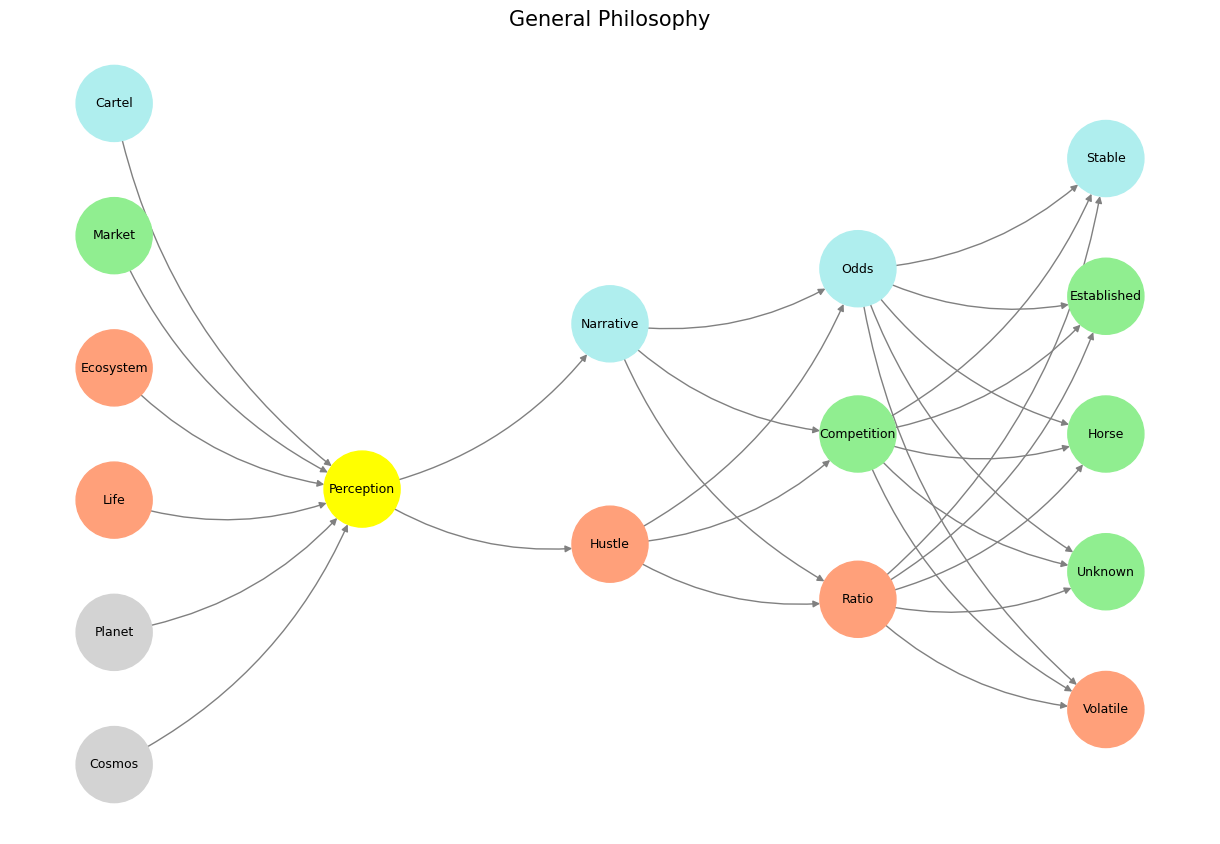 General Philosophy
Cartel
Market
Ecosystem
Life
Planet
Cosmos
Perception
Narrative
Hustle
Odds
Competition
Ratio
Stable
Established
Horse
Unknown
Volatile